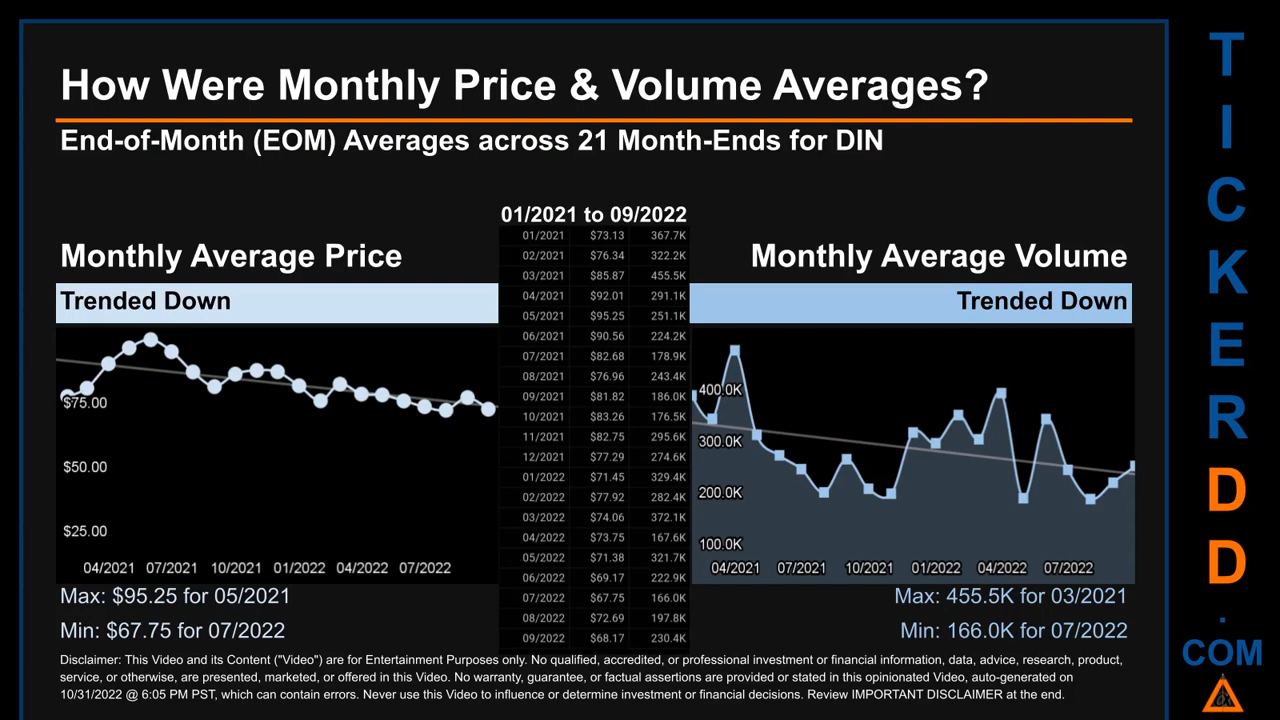 How Were Monthly Price & Volume Averages?
End-of-Month (EOM) Averages across 21 Month-Ends for DIN
01/2021 to 09/2022
Monthly Average Price
Trended Down
$75.00
$50.00
$25.00
04/2021 07/2021 10/2021 01/2022 04/2022 07/2022
Max: $95.25 for 05/2021
Min: $67.75 for 07/2022
01/2021 $73.13 367.7K
02/2021 $76.34 322.2K
03/2021 $85.87 455.5K
04/2021 $92.01 291.1K
05/2021 $95.25 251.1K
06/2021 $90.56 224.2K
07/2021 $82.68 178.9K
08/2021 $76.96 243.4K
09/2021 $81.82 186.0K
10/2021 $83.26 176.5K
11/2021 $82.75 295.6K
12/2021 $77.29 274.6K
01/2022 $71.45 329.4K
02/2022 $77.92 282.4K
03/2022 $74.06 372.1K
04/2022 $73.75 167.6K
05/2022 $71.38 321.7K
06/2022 $69.17 222.9K
07/2022 $67.75 166.0K
08/2022 $72.69 197.8K
09/2022 $68.17 230.4K
Monthly Average Volume
Trended Down
400.0K
300.0K
200.0K
100.0K
04/2021 07/2021 10/2021 01/2022 04/2022 07/2022
Max: 455.5K for 03/2021
Min: 166.0K for 07/2022
Disclaimer: This Video and its Content ("Video") are for Entertainment Purposes only. No qualified, accredited, or professional investment or financial information, data, advice, research, product,
service, or otherwise, are presented, marketed, or offered in this Video. No warranty, guarantee, or factual assertions are provided or stated in this opinionated Video, auto-generated on
10/31/2022 @ 6:05 PM PST, which can contain errors. Never use this Video to influence or determine investment or financial decisions. Review IMPORTANT DISCLAIMER at the end.
T
I
C
K
E
R
D
D
.
COM